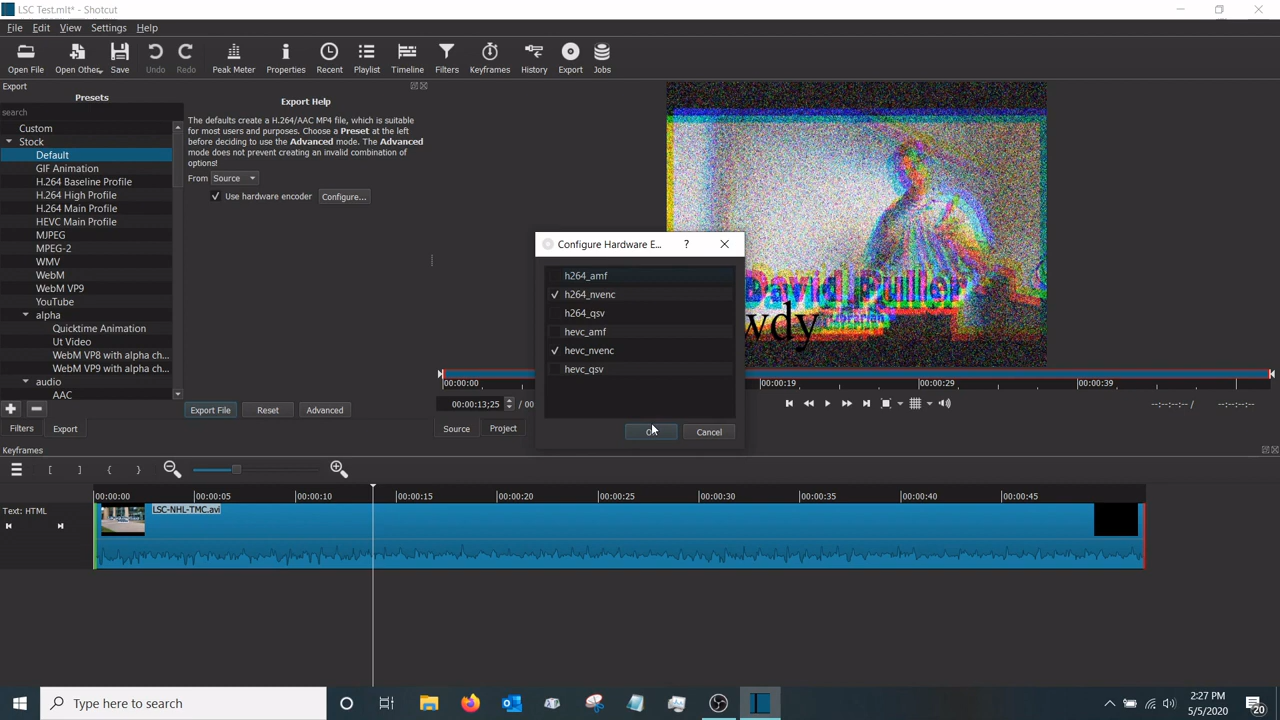 LSC Test.mlt* - Shotcut
File Edit View Settings Help
Open File Open Other.. Save Undo Redo Peak Meter Properties Recent Playlist Timeline Filters Keyframes History Export Jobs
Export
Presets
search
Custom
Stock
Default
GIF Animation
H.264 Baseline Profile
H.264 High Profile
H.264 Main Profile
HEVC Main Profile
MJPEG
MPEG-2
WMV
WebM
WebM VP9
YouTube
alpha
Quicktime Animation
Ut Video
WebM VP8 with alpha ch...
WebM VP9 with alpha ch...
audio
AAC
Export Help
The defaults create a H.264/AAC MP4 file, which is suitable
for most users and purposes. Choose a Preset at the left
before deciding to use the Advanced mode. The Advanced
mode does not prevent creating an invalid combination of
options!
From Source
Use hardware encoder Configure...
Export File Reset Advanced
Filters Export
Configure Hardware E... ?
h264_amf
h264_nvenc
h264_qsv
hevc_amf
hevc_nvenc
hevc_qsv
Cancel
David Puller
Librarian
wdy
00:00:00 00:00:19 00:00:29 00:00:39
00:00:13;25 / 00
--:--:-- / --:--:--
Source Project
Keyframes
00:00:00 00:00:05 00:00:10 00:00:15 00:00:20 00:00:25 00:00:30 00:00:35 00:00:40 00:00:45
Text: HTML
LSC-NHL-TMC.avi
Type here to search
2:27 PM
5/5/2020
20